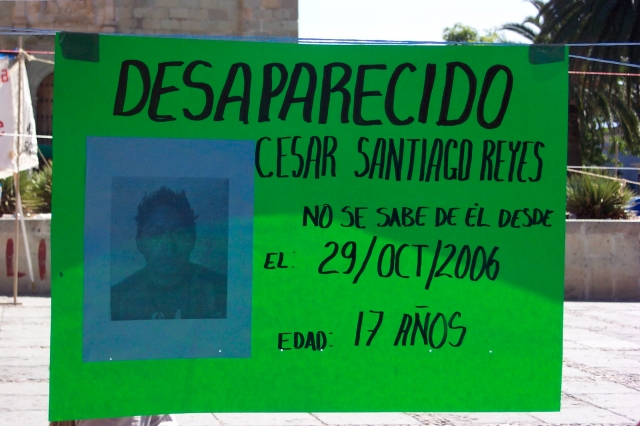 DESAPARECIDO
CESAR SANTIAGO REYES
NO SE SABE DE ÉL DESDE
EL: 29/OCT/2006
EDAD: 17 AÑOS